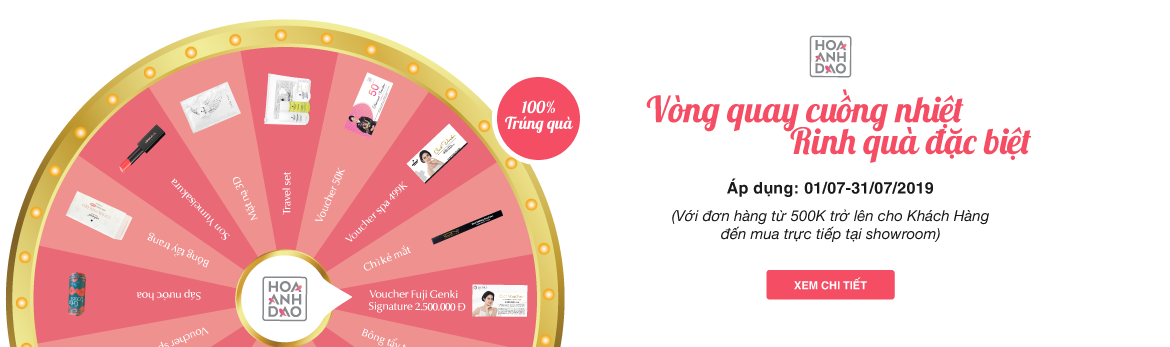 HOA
ANH
DAO
Vòng quay cuồng nhiệt
Rinh quà đặc biệt
Áp dụng: 01/07-31/07/2019
(Với đơn hàng từ 500K trở lên cho Khách Hàng
đến mua trực tiếp tại showroom)
XEM CHI TIẾT
100%
Trúng quà
Sáp nước hoa
Bông tẩy trang
Son Yumeisakura
Mặt nạ 3D
Travel set
Voucher 50K
Voucher spa 499K
Chì kẻ mắt
Voucher Fuji Genki
Signature 2.500.000 Đ
Bông tẩy
Voucher
HOA
ANH
DAO